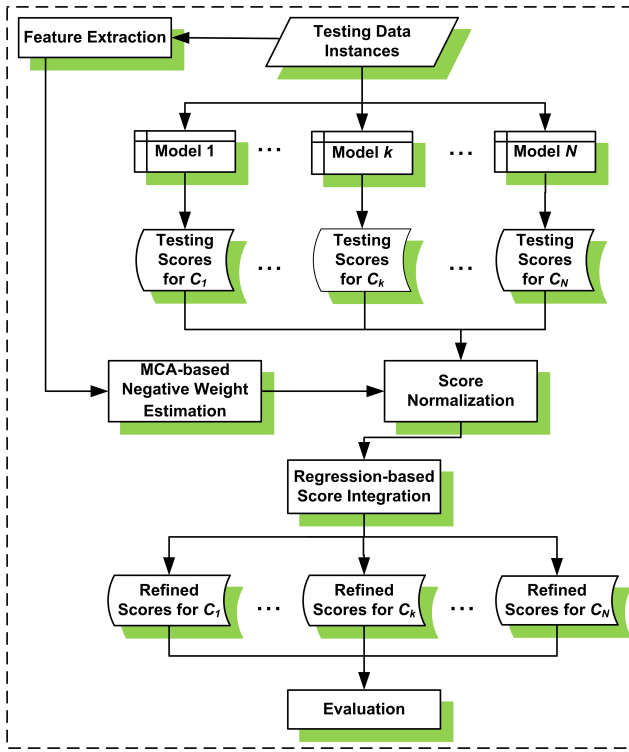 Feature Extraction
Testing Data
Instances
Model 1
...
Model k
...
Model N
Testing
Scores
for C1
...
Testing
Scores
for Ck
...
Testing
Scores
for CN
MCA-based
Negative Weight
Estimation
Score
Normalization
Regression-based
Score Integration
Refined
Scores for C1
...
Refined
Scores for Ck
...
Refined
Scores for CN
Evaluation